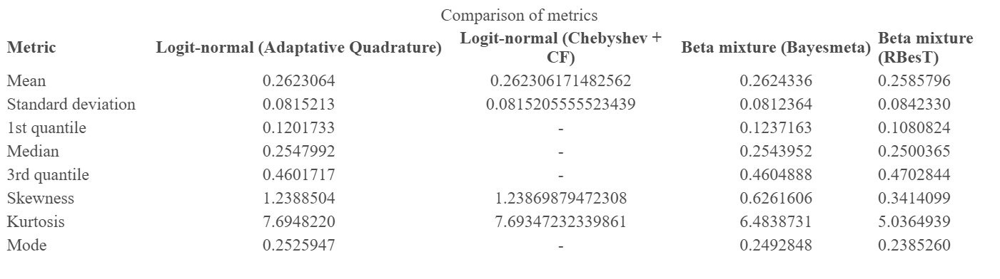 Comparison of metrics
Metric Logit-normal (Adaptative Quadrature) Logit-normal (Chebyshev + CF) Beta mixture (Bayesmeta) Beta mixture (RBesT)
Mean 0.2623064 0.262306171482562 0.2624336 0.2585796
Standard deviation 0.0815213 0.0815205555523439 0.0812364 0.0842330
1st quantile 0.1201733 - 0.1237163 0.1080824
Median 0.2547992 - 0.2543952 0.2500365
3rd quantile 0.4601717 - 0.4604888 0.4702844
Skewness 1.2388504 1.23869879472308 0.6261606 0.3414099
Kurtosis 7.6948220 7.69347232339861 6.4838731 5.0364939
Mode 0.2525947 - 0.2492848 0.2385260